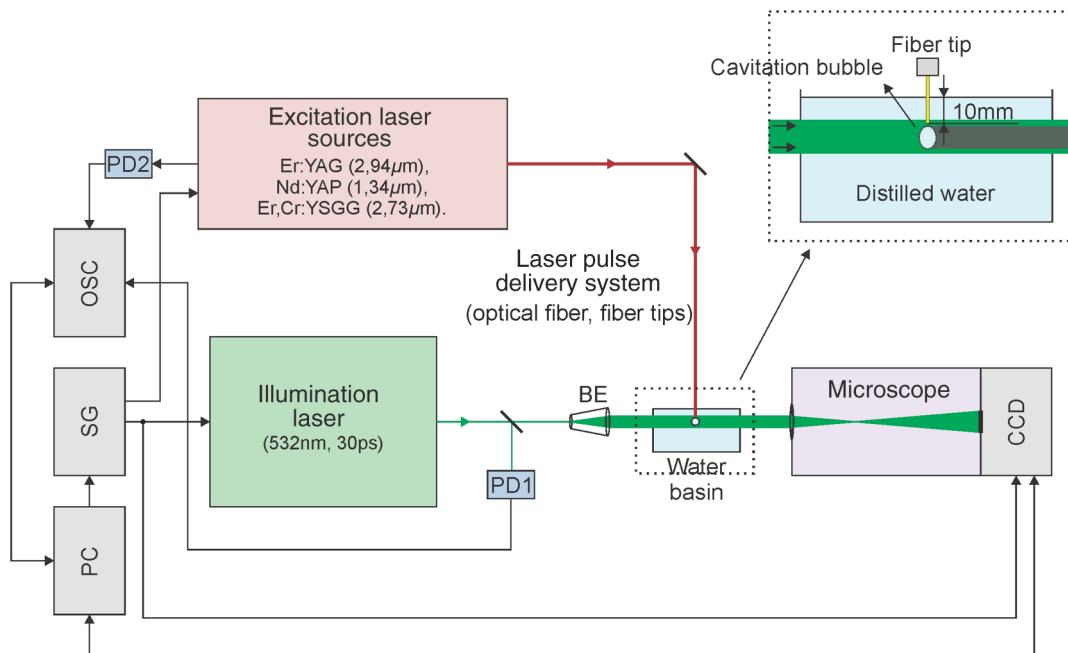 Fiber tip
Cavitation bubble
10mm
Distilled water
Excitation laser
sources
Er:YAG (2,94µm),
Nd:YAP (1,34µm),
Er,Cr:YSGG (2,73µm).
PD2
OSC
Laser pulse
delivery system
(optical fiber, fiber tips)
Illumination
laser
(532nm, 30ps)
SG
BE
PD1
Water
basin
Microscope
CCD
PC